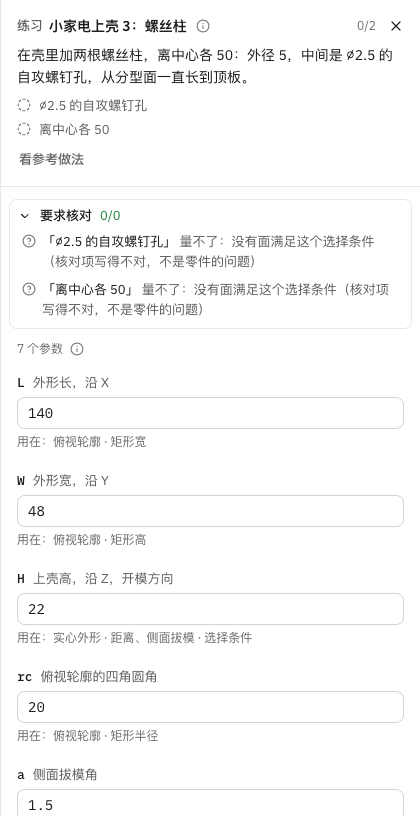 练习 小家电上壳 3：螺丝柱 0/2
在壳里加两根螺丝柱，离中心各 50：外径 5，中间是 ⌀2.5 的
自攻螺钉孔，从分型面一直长到顶板。
⌀2.5 的自攻螺钉孔
离中心各 50
看参考做法
要求核对 0/0
「⌀2.5 的自攻螺钉孔」 量不了：没有面满足这个选择条件
（核对项写得不对，不是零件的问题）
「离中心各 50」 量不了：没有面满足这个选择条件（核对项
写得不对，不是零件的问题）
7 个参数
L 外形长，沿 X
140
用在：俯视轮廓 · 矩形宽
W 外形宽，沿 Y
48
用在：俯视轮廓 · 矩形高
H 上壳高，沿 Z，开模方向
22
用在：实心外形 · 距离、侧面拔模 · 选择条件
rc 俯视轮廓的四角圆角
20
用在：俯视轮廓 · 矩形半径
a 侧面拔模角
1.5